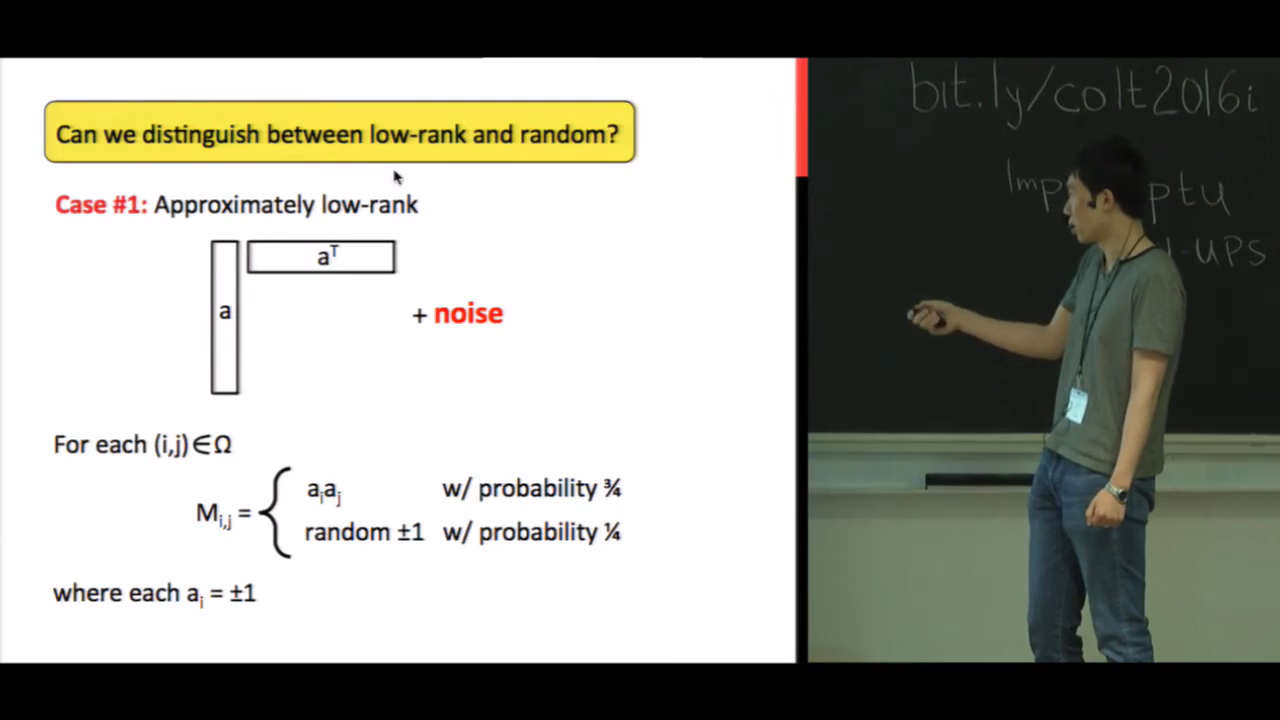 Can we distinguish between low-rank and random?
Case #1: Approximately low-rank
aᵀ
a
+ noise
For each (i,j)∈Ω
aᵢaⱼ w/ probability ¾
Mᵢ,ⱼ = {
random ±1 w/ probability ¼
where each aᵢ = ±1
bit.ly/colt2016i